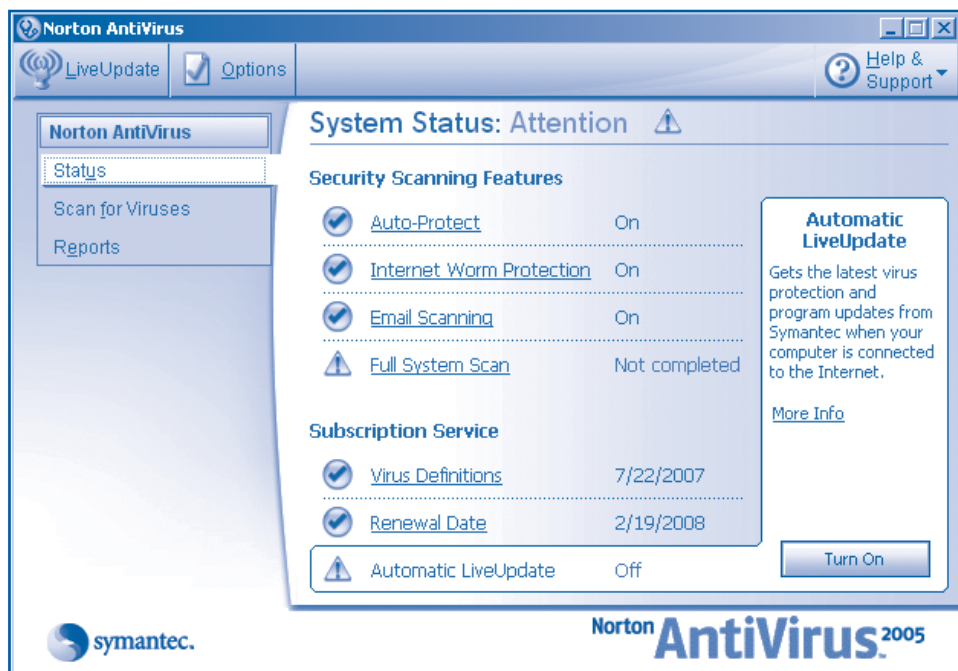 Norton AntiVirus
LiveUpdate
Options
Help & Support
Norton AntiVirus
Status
Scan for Viruses
Reports
System Status: Attention
Security Scanning Features
Auto-Protect On
Internet Worm Protection On
Email Scanning On
Full System Scan Not completed
Subscription Service
Virus Definitions 7/22/2007
Renewal Date 2/19/2008
Automatic LiveUpdate Off
Automatic
LiveUpdate
Gets the latest virus
protection and
program updates from
Symantec when your
computer is connected
to the Internet.
More Info
Turn On
symantec.
Norton AntiVirus 2005